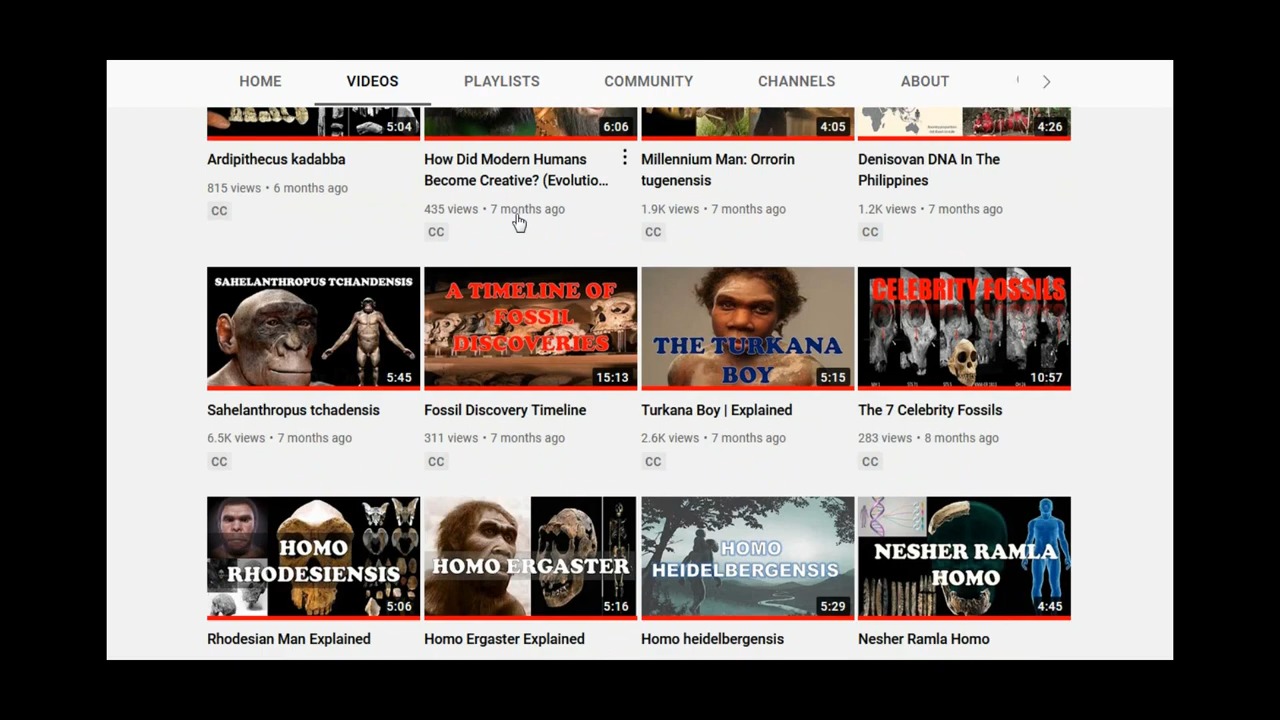 HOME VIDEOS PLAYLISTS COMMUNITY CHANNELS ABOUT
5:04 6:06 4:05 4:26
Ardipithecus kadabba
815 views • 6 months ago
CC
How Did Modern Humans
Become Creative? (Evolutio...
435 views • 7 months ago
CC
Millennium Man: Orrorin
tugenensis
1.9K views • 7 months ago
CC
Denisovan DNA In The
Philippines
1.2K views • 7 months ago
CC
SAHELANTHROPUS TCHANDENSIS
5:45
Sahelanthropus tchadensis
6.5K views • 7 months ago
CC
A TIMELINE OF
FOSSIL
DISCOVERIES
15:13
Fossil Discovery Timeline
311 views • 7 months ago
CC
THE TURKANA
BOY
5:15
Turkana Boy | Explained
2.6K views • 7 months ago
CC
CELEBRITY FOSSILS
10:57
The 7 Celebrity Fossils
283 views • 8 months ago
CC
HOMO
RHODESIENSIS
5:06
Rhodesian Man Explained
HOMO ERGASTER
5:16
Homo Ergaster Explained
HOMO
HEIDELBERGENSIS
5:29
Homo heidelbergensis
NESHER RAMLA
HOMO
4:45
Nesher Ramla Homo